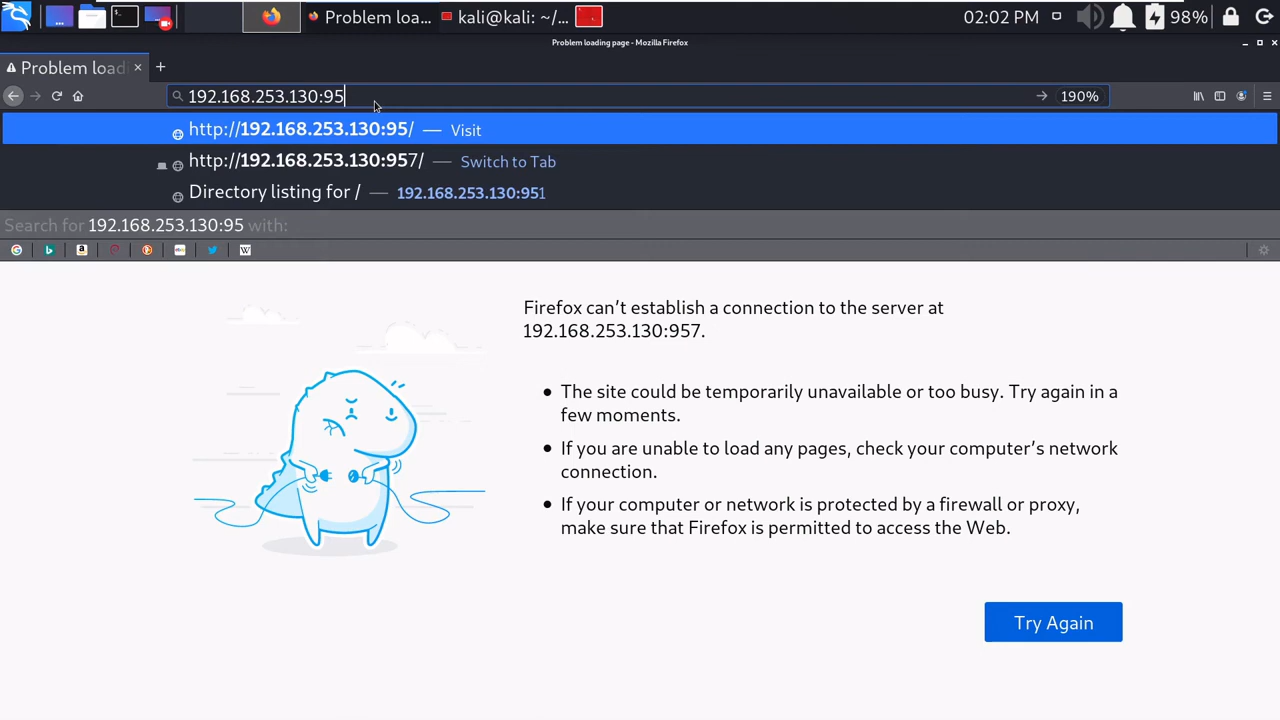 Problem loa...
kali@kali: ~/...
02:02 PM
98%
Problem loading page - Mozilla Firefox
Problem load
192.168.253.130:95
190%
http://192.168.253.130:95/ — Visit
http://192.168.253.130:957/ — Switch to Tab
Directory listing for / — 192.168.253.130:951
Search for 192.168.253.130:95 with:
Firefox can’t establish a connection to the server at
192.168.253.130:957.
The site could be temporarily unavailable or too busy. Try again in a
few moments.
If you are unable to load any pages, check your computer’s network
connection.
If your computer or network is protected by a firewall or proxy,
make sure that Firefox is permitted to access the Web.
Try Again